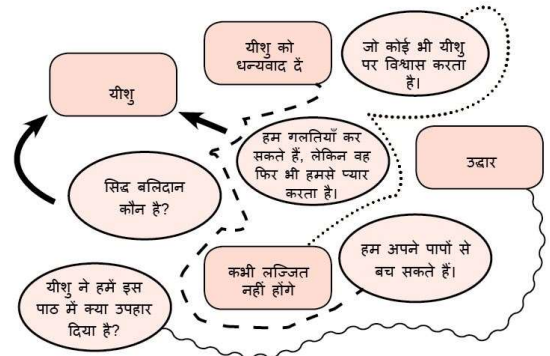 यीशु को
धन्यवाद दें
जो कोई भी यीशु
पर विश्वास करता
है।
यीशु
हम गलतियाँ कर
सकते हैं, लेकिन वह
फिर भी हमसे प्यार
करता है।
उद्धार
सिद्ध बलिदान
कौन है?
हम अपने पापों से
बच सकते हैं।
कभी लज्जित
नहीं होंगे
यीशु ने हमें इस
पाठ में क्या उपहार
दिया है?